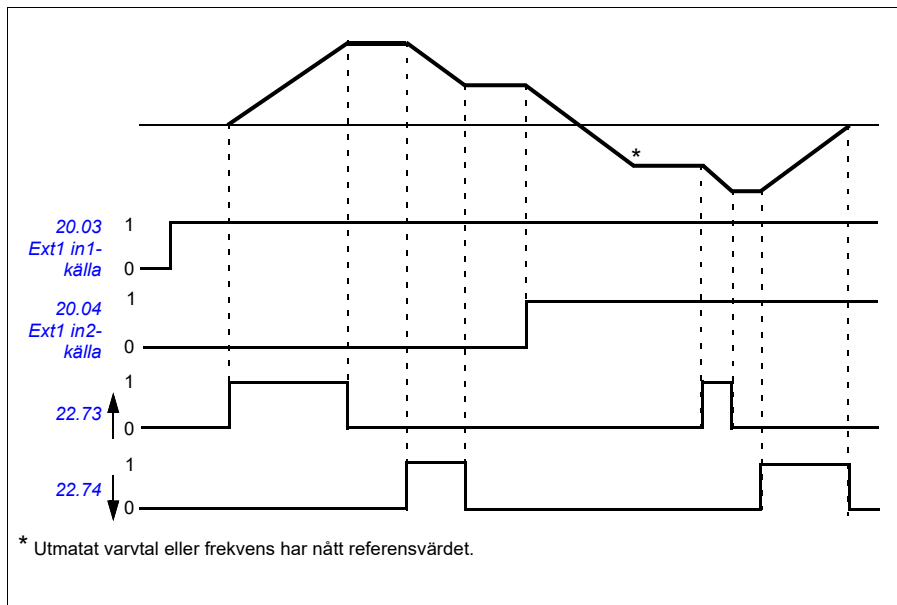 *
20.03
Ext1 in1-
källa
1
0
20.04
Ext1 in2-
källa
1
0
22.73
1
0
22.74
1
0
* Utmatat varvtal eller frekvens har nått referensvärdet.